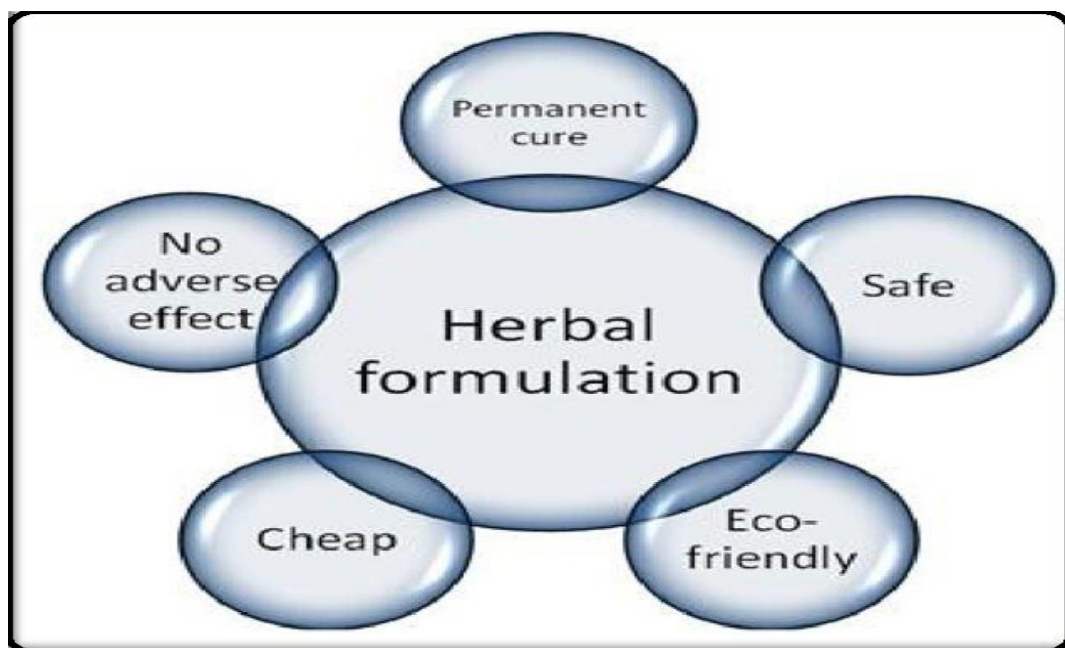 Permanent
cure
No
adverse
effect
Safe
Herbal
formulation
Cheap
Eco-
friendly